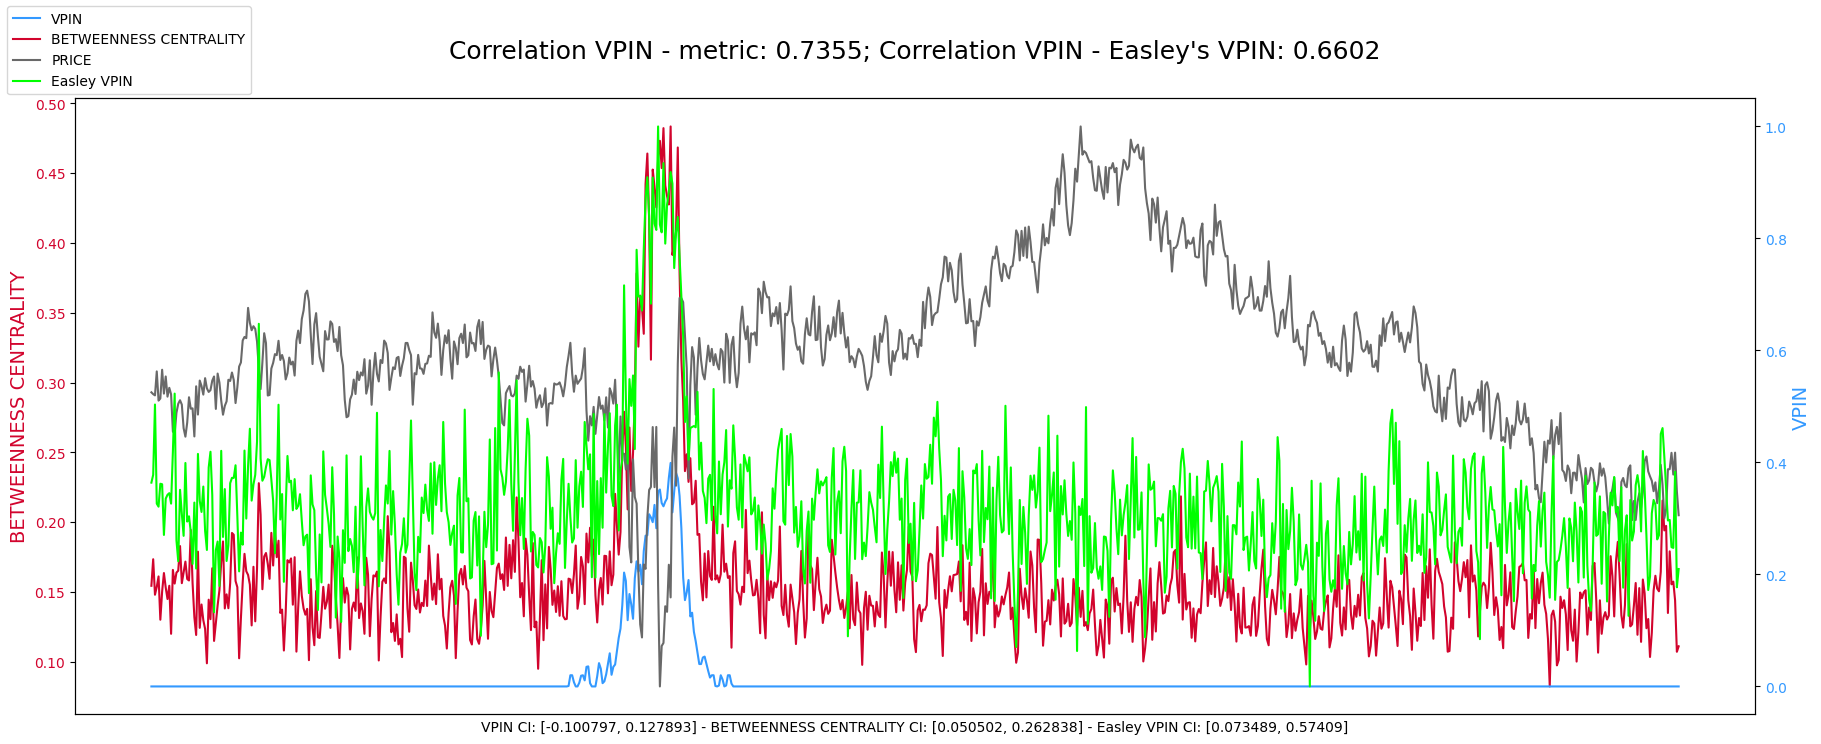 VPIN
BETWEENNESS CENTRALITY
PRICE
Easley VPIN
Correlation VPIN - metric: 0.7355; Correlation VPIN - Easley's VPIN: 0.6602
BETWEENNESS CENTRALITY
0.50
0.45
0.40
0.35
0.30
0.25
0.20
0.15
0.10
1.0
0.8
0.6
0.4
0.2
0.0
VPIN
VPIN CI: [-0.100797, 0.127893] - BETWEENNESS CENTRALITY CI: [0.050502, 0.262838] - Easley VPIN CI: [0.073489, 0.57409]